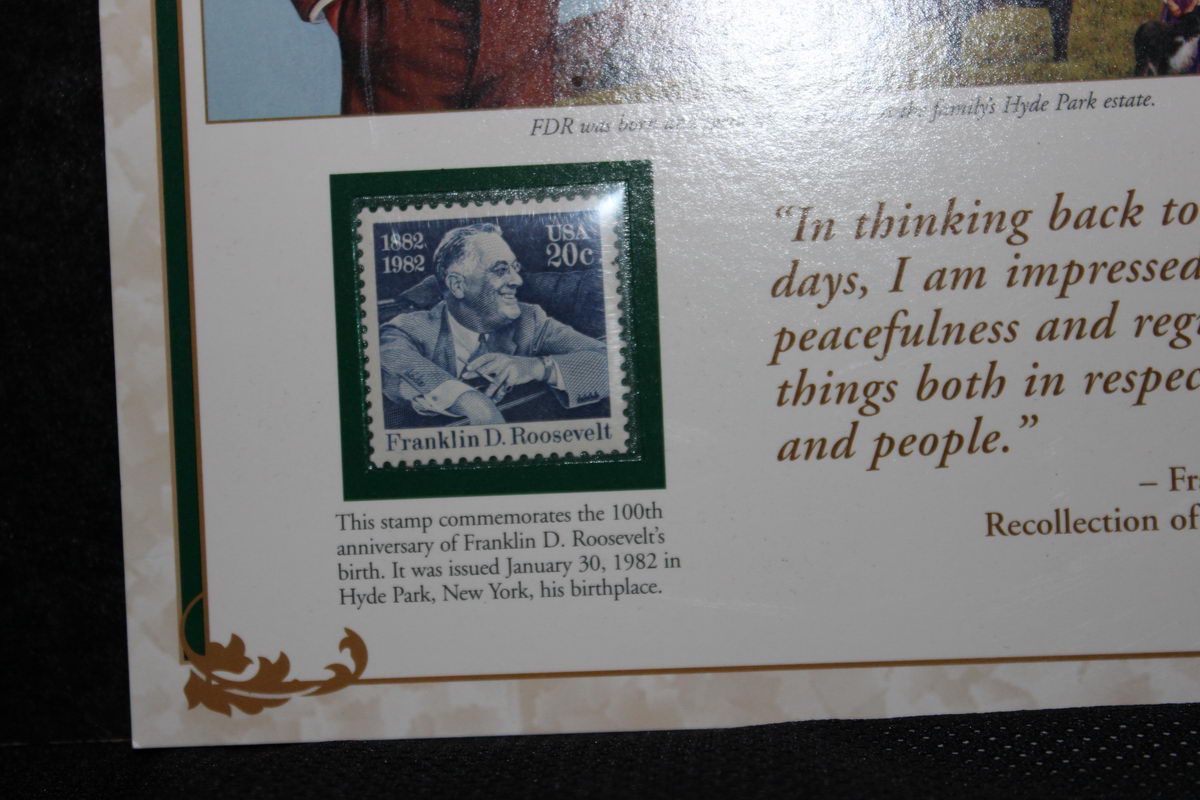 FDR was born the family's Hyde Park estate.
1882
1982
USA
20c
Franklin D. Roosevelt
This stamp commemorates the 100th
anniversary of Franklin D. Roosevelt's
birth. It was issued January 30, 1982 in
Hyde Park, New York, his birthplace.
"In thinking back to
days, I am impressed
peacefulness and reg
things both in respec
and people."
– Fra
Recollection of